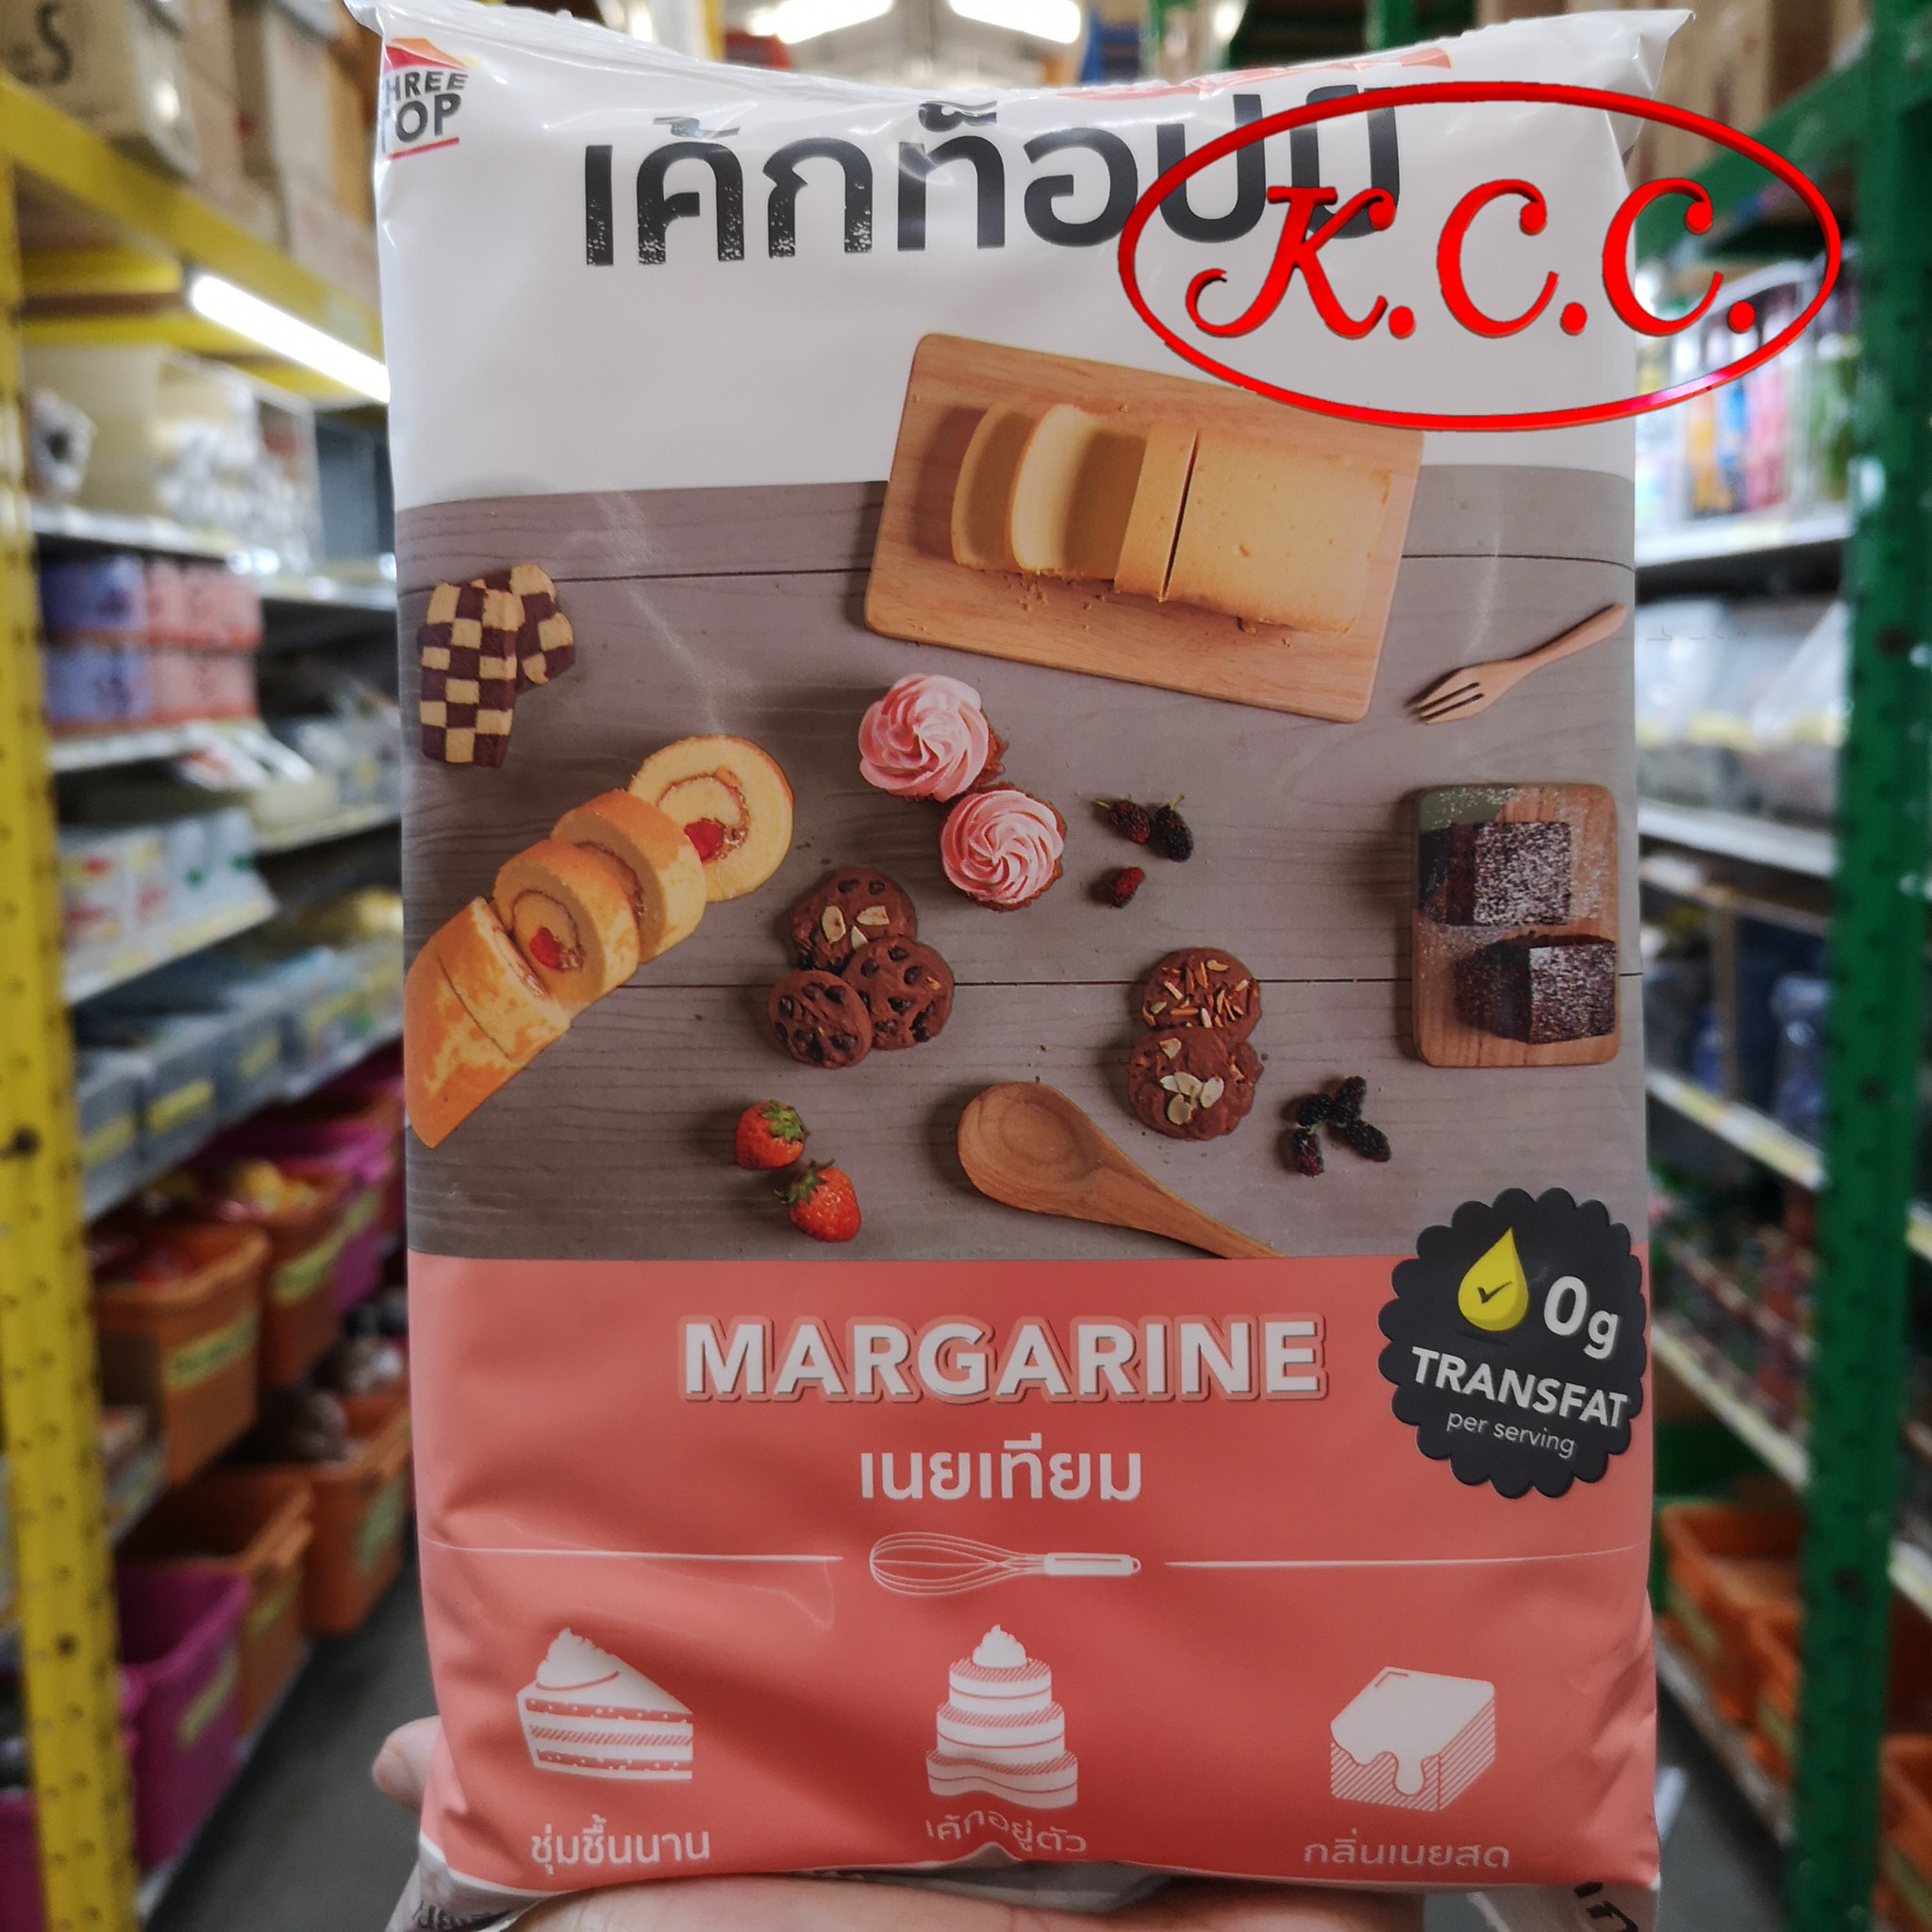 THREE
TOP
เค้กท็อป
K.C.C.
0g
TRANSFAT
per serving
MARGARINE
เนยเทียม
ชุ่มชื้นนาน
เค้กอยู่ตัว
กลิ่นเนยสด